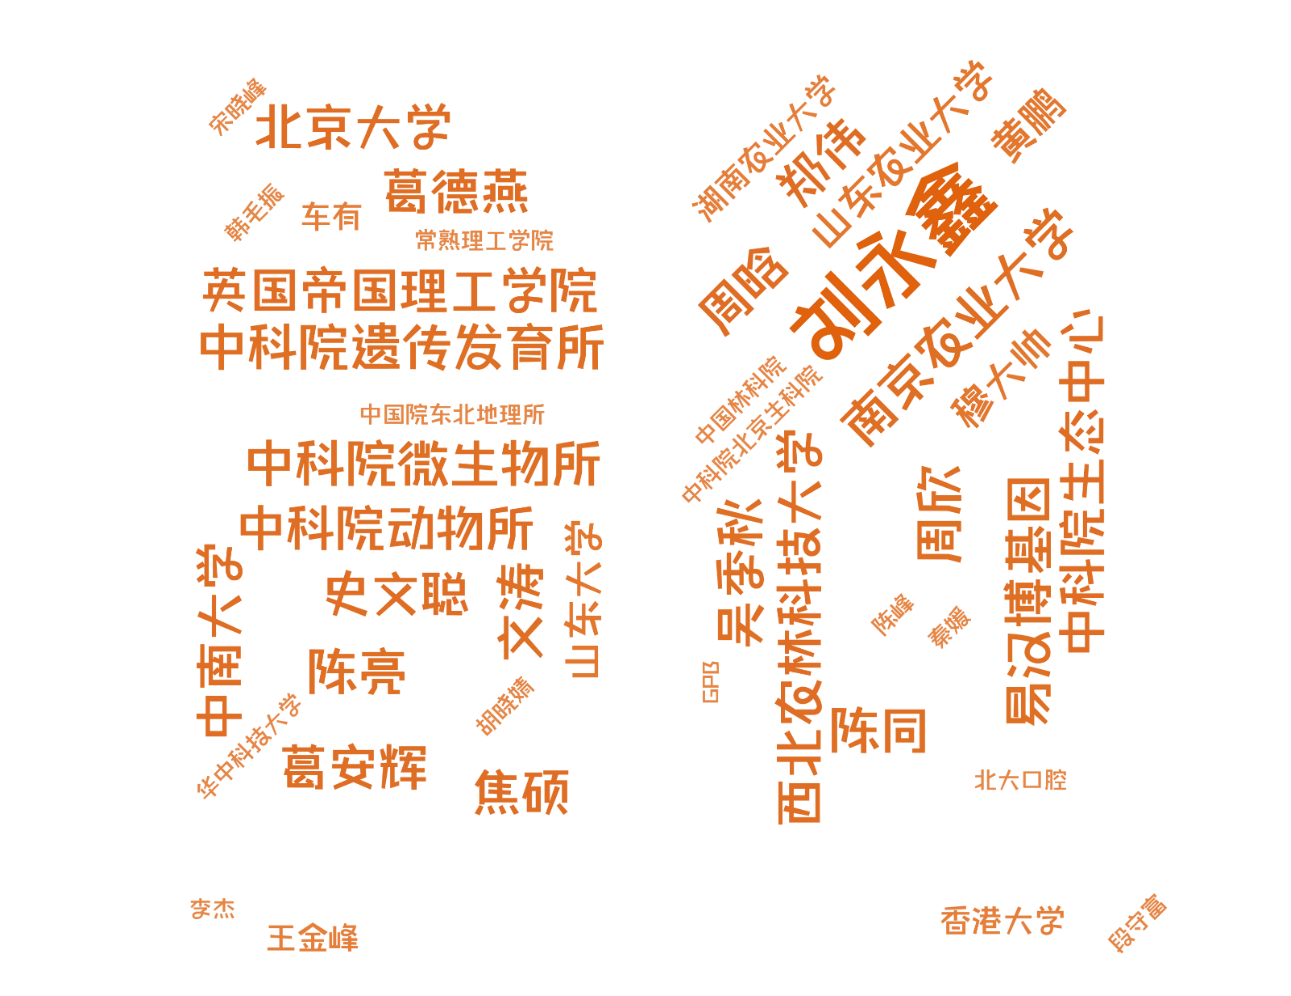 宋晓峰
北京大学
葛德燕
韩毛振
车有
常熟理工学院
英国帝国理工学院
中科院遗传发育所
中国院东北地理所
中科院微生物所
中科院动物所
中南大学
史文聪
文涛
山东大学
陈亮
胡晓婧
华中科技大学
葛安辉
焦硕
李杰
王金峰
湖南农业大学
郑伟
山东农业大学
黄鹏
周晗
刘永鑫
南京农业大学
穆大帅
中科院生态中心
中国林科院
中科院北京生科院
吴季秋
西北农林科技大学
周欣
易汉博基因
陈峰
秦媛
GPB
陈同
北大口腔
香港大学
段守富